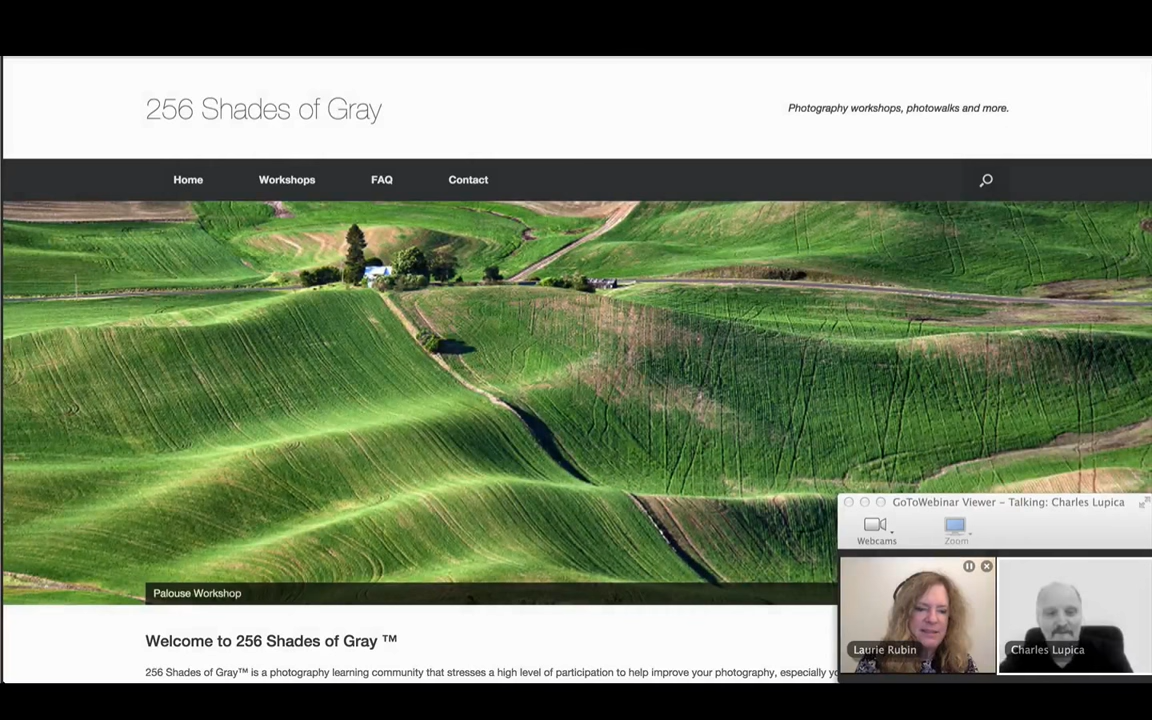 256 Shades of Gray
Photography workshops, photowalks and more.
Home Workshops FAQ Contact
GoToWebinar Viewer – Talking: Charles Lupica
Webcams Zoom
Palouse Workshop
Laurie Rubin Charles Lupica
Welcome to 256 Shades of Gray ™
256 Shades of Gray™ is a photography learning community that stresses a high level of participation to help improve your photography, especially